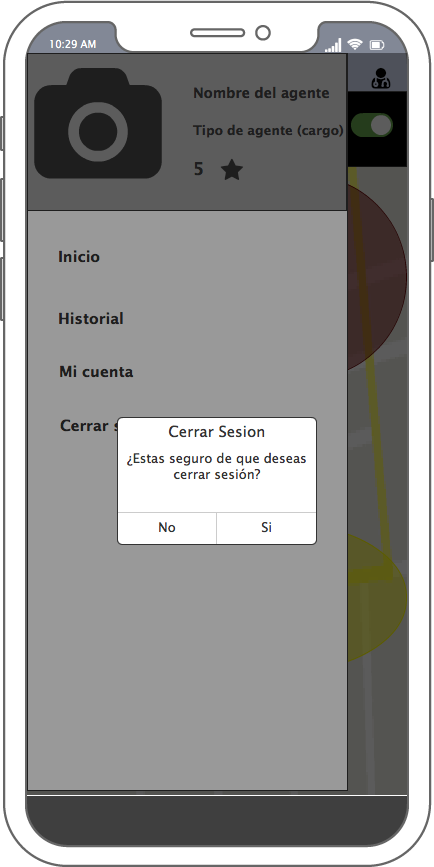 10:29 AM
Nombre del agente
Tipo de agente (cargo)
5
Inicio
Historial
Mi cuenta
Cerrar s
Cerrar Sesion
¿Estas seguro de que deseas
cerrar sesión?
No
Si